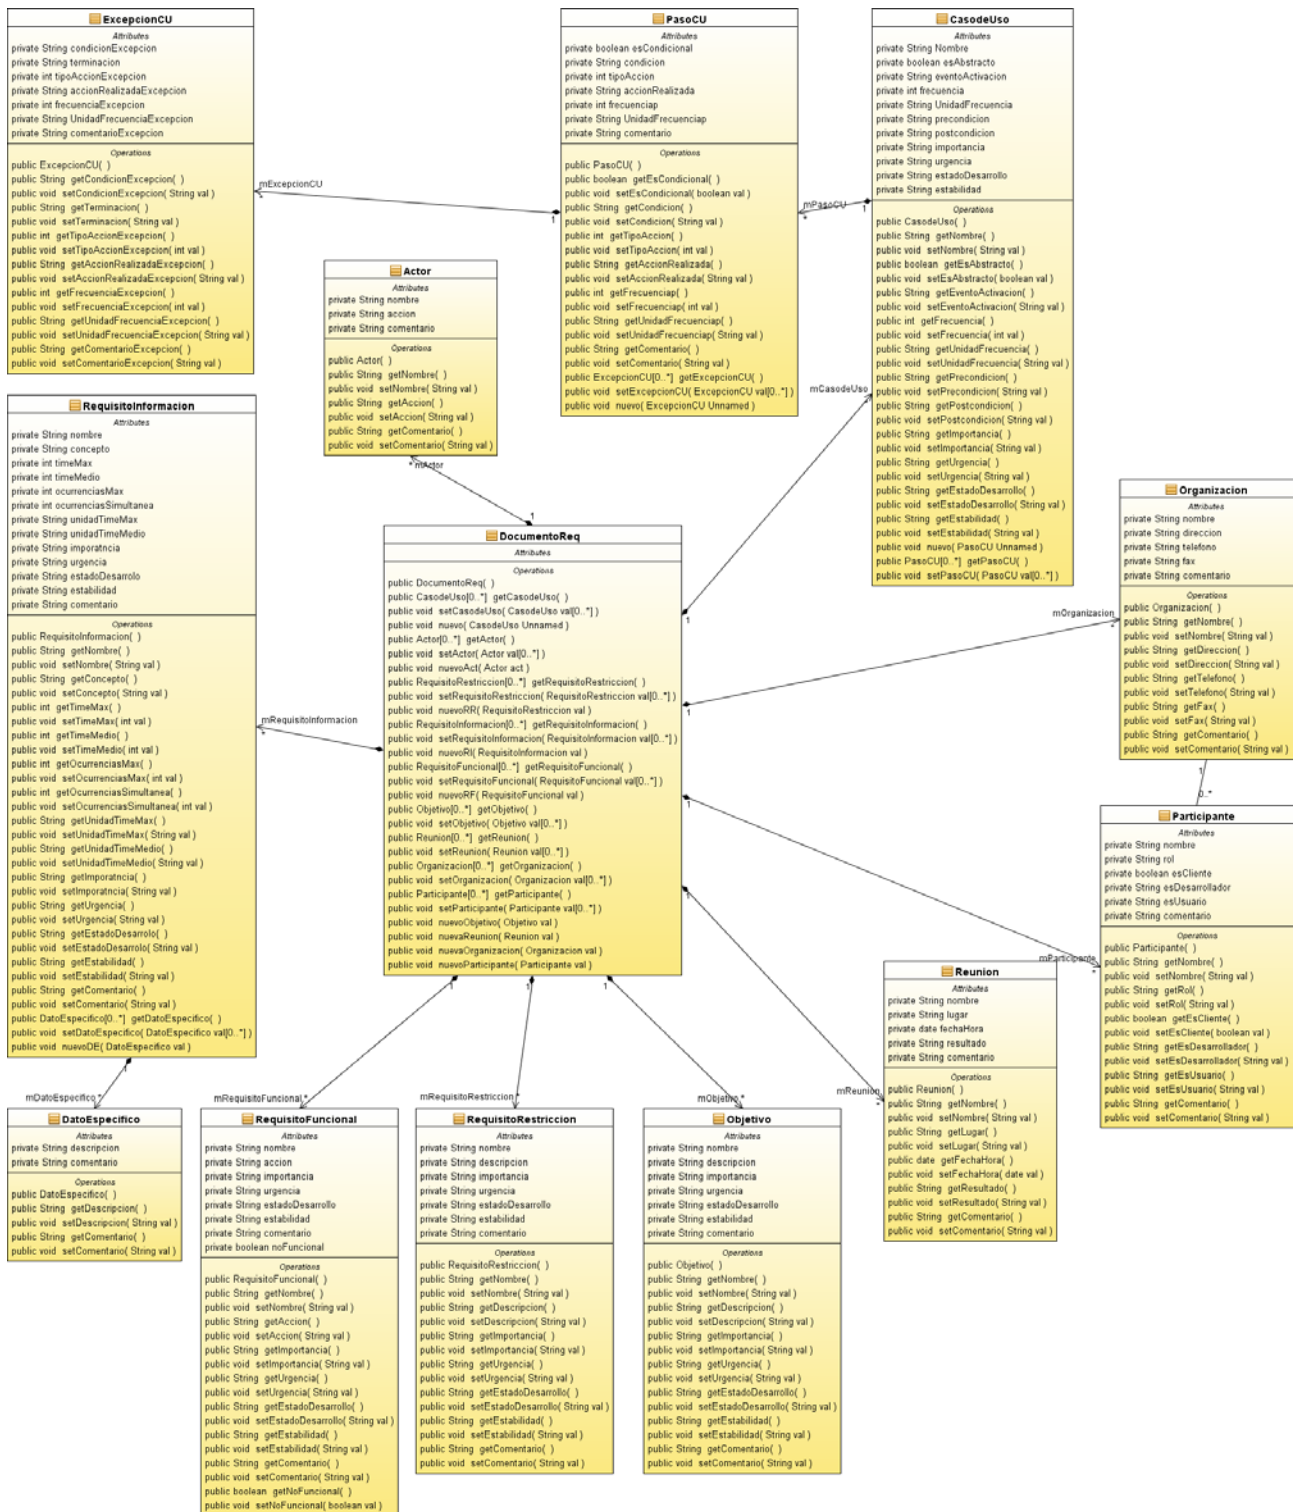 ExcepcionCU
Attributes
private String condicionExcepcion
private String terminacion
private int tipoAccionExcepcion
private String accionRealizadaExcepcion
private int frecuenciaExcepcion
private String UnidadFrecuenciaExcepcion
private String comentarioExcepcion
Operations
public ExcepcionCU( )
public String getCondicionExcepcion( )
public void setCondicionExcepcion( String val )
public String getTerminacion( )
public void setTerminacion( String val )
public int getTipoAccionExcepcion( )
public void setTipoAccionExcepcion( int val )
public String getAccionRealizadaExcepcion( )
public void setAccionRealizadaExcepcion( String val )
public int getFrecuenciaExcepcion( )
public void setFrecuenciaExcepcion( int val )
public String getUnidadFrecuenciaExcepcion( )
public void setUnidadFrecuenciaExcepcion( String val )
public String getComentarioExcepcion( )
public void setComentarioExcepcion( String val )
mExcepcionCU
*
1
PasoCU
Attributes
private boolean esCondicional
private String condicion
private int tipoAccion
private String accionRealizada
private int frecuenciap
private String UnidadFrecuenciap
private String comentario
Operations
public PasoCU( )
public boolean getEsCondicional( )
public void setEsCondicional( boolean val )
public String getCondicion( )
public void setCondicion( String val )
public int getTipoAccion( )
public void setTipoAccion( int val )
public String getAccionRealizada( )
public void setAccionRealizada( String val )
public int getFrecuenciap( )
public void setFrecuenciap( int val )
public String getUnidadFrecuenciap( )
public void setUnidadFrecuenciap( String val )
public String getComentario( )
public void setComentario( String val )
public ExcepcionCU[0..*] getExcepcionCU( )
public void setExcepcionCU( ExcepcionCU val[0..*] )
public void nuevo( ExcepcionCU Unnamed )
mPasoCU
*
1
CasodeUso
Attributes
private String Nombre
private boolean esAbstracto
private String eventoActivacion
private int frecuencia
private String UnidadFrecuencia
private String precondicion
private String postcondicion
private String importancia
private String urgencia
private String estadoDesarrollo
private String estabilidad
Operations
public CasodeUso( )
public String getNombre( )
public void setNombre( String val )
public boolean getEsAbstracto( )
public void setEsAbstracto( boolean val )
public String getEventoActivacion( )
public void setEventoActivacion( String val )
public int getFrecuencia( )
public void setFrecuencia( int val )
public String getUnidadFrecuencia( )
public void setUnidadFrecuencia( String val )
public String getPrecondicion( )
public void setPrecondicion( String val )
public String getPostcondicion( )
public void setPostcondicion( String val )
public String getImportancia( )
public void setImportancia( String val )
public String getUrgencia( )
public void setUrgencia( String val )
public String getEstadoDesarrollo( )
public void setEstadoDesarrollo( String val )
public String getEstabilidad( )
public void setEstabilidad( String val )
public void nuevo( PasoCU Unnamed )
public PasoCU[0..*] getPasoCU( )
public void setPasoCU( PasoCU val[0..*] )
mCasodeUso
Actor
Attributes
private String nombre
private String accion
private String comentario
Operations
public Actor( )
public String getNombre( )
public void setNombre( String val )
public String getAccion( )
public void setAccion( String val )
public String getComentario( )
public void setComentario( String val )
* mActor
1
RequisitoInformacion
Attributes
private String nombre
private String concepto
private int timeMax
private int timeMedio
private int ocurrenciasMax
private int ocurrenciasSimultanea
private String unidadTimeMax
private String unidadTimeMedio
private String imporatncia
private String urgencia
private String estadoDesarrolo
private String estabilidad
private String comentario
Operations
public RequisitoInformacion( )
public String getNombre( )
public void setNombre( String val )
public String getConcepto( )
public void setConcepto( String val )
public int getTimeMax( )
public void setTimeMax( int val )
public int getTimeMedio( )
public void setTimeMedio( int val )
public int getOcurrenciasMax( )
public void setOcurrenciasMax( int val )
public int getOcurrenciasSimultanea( )
public void setOcurrenciasSimultanea( int val )
public String getUnidadTimeMax( )
public void setUnidadTimeMax( String val )
public String getUnidadTimeMedio( )
public void setUnidadTimeMedio( String val )
public String getImporatncia( )
public void setImporatncia( String val )
public String getUrgencia( )
public void setUrgencia( String val )
public String getEstadoDesarrolo( )
public void setEstadoDesarrolo( String val )
public String getEstabilidad( )
public void setEstabilidad( String val )
public String getComentario( )
public void setComentario( String val )
public DatoEspecifico[0..*] getDatoEspecifico( )
public void setDatoEspecifico( DatoEspecifico val[0..*] )
public void nuevoDE( DatoEspecifico val )
mRequisitoInformacion
*
DocumentoReq
Attributes
Operations
public DocumentoReq( )
public CasodeUso[0..*] getCasodeUso( )
public void setCasodeUso( CasodeUso val[0..*] )
public void nuevo( CasodeUso Unnamed )
public Actor[0..*] getActor( )
public void setActor( Actor val[0..*] )
public void nuevoAct( Actor act )
public RequisitoRestriccion[0..*] getRequisitoRestriccion( )
public void setRequisitoRestriccion( RequisitoRestriccion val[0..*] )
public void nuevoRR( RequisitoRestriccion val )
public RequisitoInformacion[0..*] getRequisitoInformacion( )
public void setRequisitoInformacion( RequisitoInformacion val[0..*] )
public void nuevoRI( RequisitoInformacion val )
public RequisitoFuncional[0..*] getRequisitoFuncional( )
public void setRequisitoFuncional( RequisitoFuncional val[0..*] )
public void nuevoRF( RequisitoFuncional val )
public Objetivo[0..*] getObjetivo( )
public void setObjetivo( Objetivo val[0..*] )
public Reunion[0..*] getReunion( )
public void setReunion( Reunion val[0..*] )
public Organizacion[0..*] getOrganizacion( )
public void setOrganizacion( Organizacion val[0..*] )
public Participante[0..*] getParticipante( )
public void setParticipante( Participante val[0..*] )
public void nuevoObjetivo( Objetivo val )
public void nuevaReunion( Reunion val )
public void nuevaOrganizacion( Organizacion val )
public void nuevoParticipante( Participante val )
1
1
1
1
1
1
1
mOrganizacion
*
Organizacion
Attributes
private String nombre
private String direccion
private String telefono
private String fax
private String comentario
Operations
public Organizacion( )
public String getNombre( )
public void setNombre( String val )
public String getDireccion( )
public void setDireccion( String val )
public String getTelefono( )
public void setTelefono( String val )
public String getFax( )
public void setFax( String val )
public String getComentario( )
public void setComentario( String val )
1
0..*
Participante
Attributes
private String nombre
private String rol
private boolean esCliente
private String esDesarrollador
private String esUsuario
private String comentario
Operations
public Participante( )
public String getNombre( )
public void setNombre( String val )
public String getRol( )
public void setRol( String val )
public boolean getEsCliente( )
public void setEsCliente( boolean val )
public String getEsDesarrollador( )
public void setEsDesarrollador( String val )
public String getEsUsuario( )
public void setEsUsuario( String val )
public String getComentario( )
public void setComentario( String val )
mParticipante
*
Reunion
Attributes
private String nombre
private String lugar
private date fechaHora
private String resultado
private String comentario
Operations
public Reunion( )
public String getNombre( )
public void setNombre( String val )
public String getLugar( )
public void setLugar( String val )
public date getFechaHora( )
public void setFechaHora( date val )
public String getResultado( )
public void setResultado( String val )
public String getComentario( )
public void setComentario( String val )
mReunion
*
1
mDatoEspecifico *
DatoEspecifico
Attributes
private String descripcion
private String comentario
Operations
public DatoEspecifico( )
public String getDescripcion( )
public void setDescripcion( String val )
public String getComentario( )
public void setComentario( String val )
mRequisitoFuncional *
RequisitoFuncional
Attributes
private String nombre
private String accion
private String importancia
private String urgencia
private String estadoDesarrollo
private String estabilidad
private String comentario
private boolean noFuncional
Operations
public RequisitoFuncional( )
public String getNombre( )
public void setNombre( String val )
public String getAccion( )
public void setAccion( String val )
public String getImportancia( )
public void setImportancia( String val )
public String getUrgencia( )
public void setUrgencia( String val )
public String getEstadoDesarrollo( )
public void setEstadoDesarrollo( String val )
public String getEstabilidad( )
public void setEstabilidad( String val )
public String getComentario( )
public void setComentario( String val )
public boolean getNoFuncional( )
public void setNoFuncional( boolean val )
mRequisitoRestriccion *
RequisitoRestriccion
Attributes
private String nombre
private String descripcion
private String importancia
private String urgencia
private String estadoDesarrollo
private String estabilidad
private String comentario
Operations
public RequisitoRestriccion( )
public String getNombre( )
public void setNombre( String val )
public String getDescripcion( )
public void setDescripcion( String val )
public String getImportancia( )
public void setImportancia( String val )
public String getUrgencia( )
public void setUrgencia( String val )
public String getEstadoDesarrollo( )
public void setEstadoDesarrollo( String val )
public String getEstabilidad( )
public void setEstabilidad( String val )
public String getComentario( )
public void setComentario( String val )
mObjetivo *
Objetivo
Attributes
private String nombre
private String descripcion
private String importancia
private String urgencia
private String estadoDesarrollo
private String estabilidad
private String comentario
Operations
public Objetivo( )
public String getNombre( )
public void setNombre( String val )
public String getDescripcion( )
public void setDescripcion( String val )
public String getImportancia( )
public void setImportancia( String val )
public String getUrgencia( )
public void setUrgencia( String val )
public String getEstadoDesarrollo( )
public void setEstadoDesarrollo( String val )
public String getEstabilidad( )
public void setEstabilidad( String val )
public String getComentario( )
public void setComentario( String val )